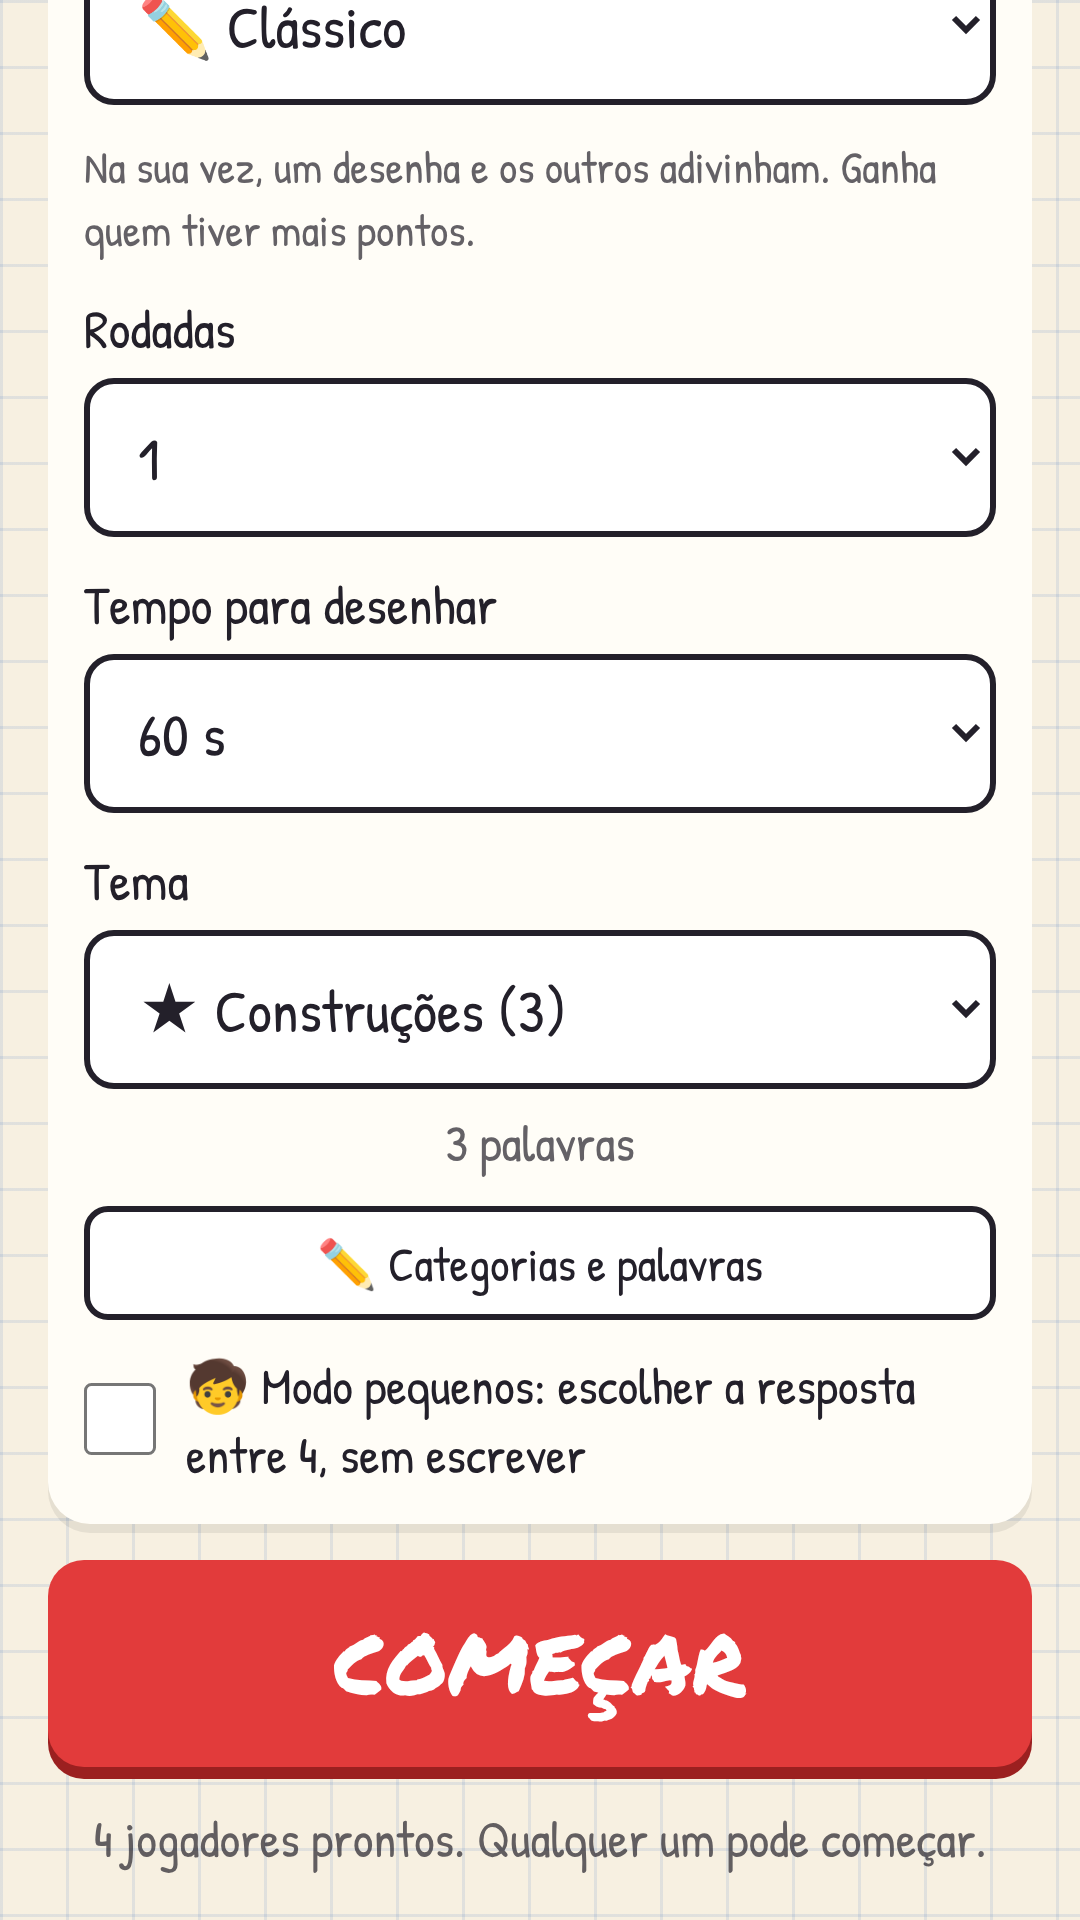 ✏️ Clássico
Na sua vez, um desenha e os outros adivinham. Ganha
quem tiver mais pontos.
Rodadas
1
Tempo para desenhar
60 s
Tema
★ Construções (3)
3 palavras
✏️ Categorias e palavras
🧒 Modo pequenos: escolher a resposta
entre 4, sem escrever
COMEÇAR
4 jogadores prontos. Qualquer um pode começar.